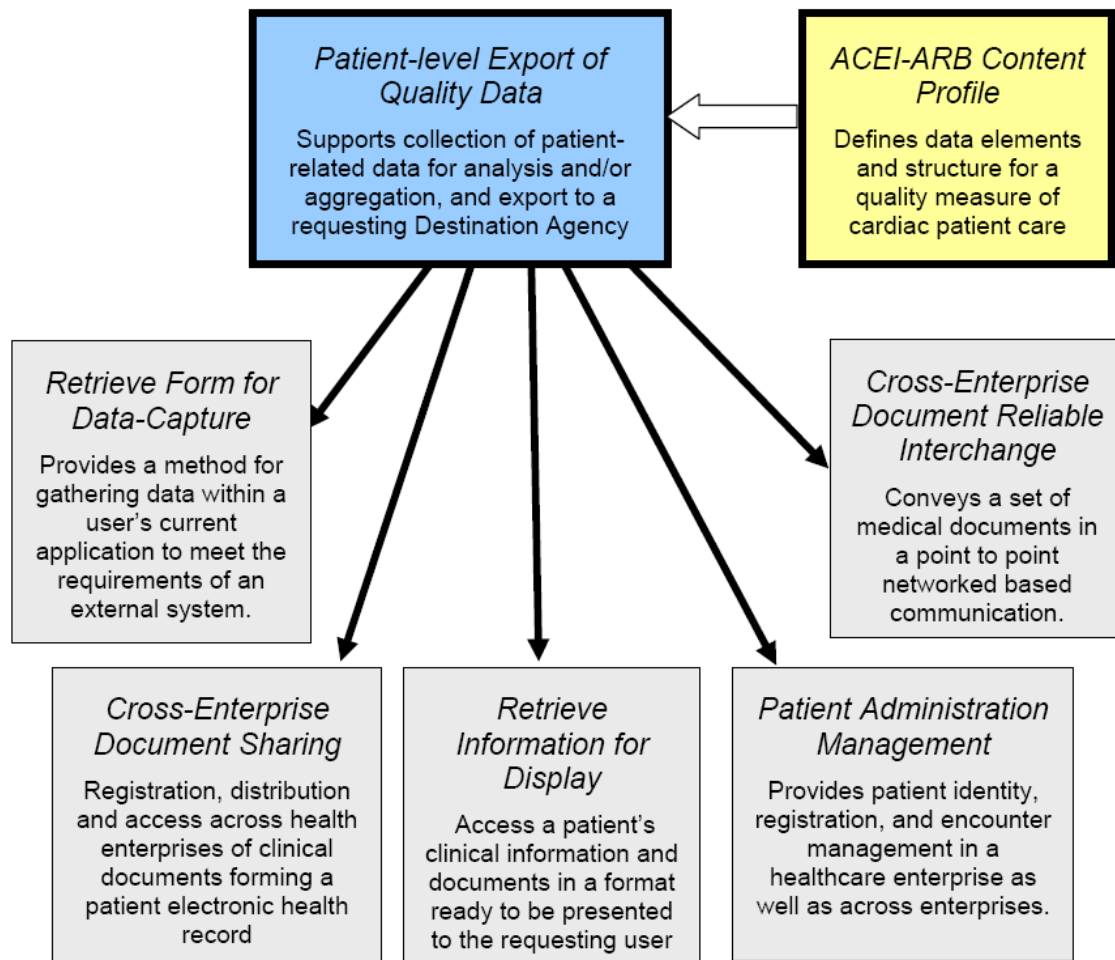 Patient-level Export of
Quality Data
Supports collection of patient-
related data for analysis and/or
aggregation, and export to a
requesting Destination Agency
ACEI-ARB Content
Profile
Defines data elements
and structure for a
quality measure of
cardiac patient care
Retrieve Form for
Data-Capture
Provides a method for
gathering data within a
user's current
application to meet the
requirements of an
external system.
Cross-Enterprise
Document Reliable
Interchange
Conveys a set of
medical documents in
a point to point
networked based
communication.
Cross-Enterprise
Document Sharing
Registration, distribution
and access across health
enterprises of clinical
documents forming a
patient electronic health
record
Retrieve
Information for
Display
Access a patient's
clinical information and
documents in a format
ready to be presented
to the requesting user
Patient Administration
Management
Provides patient identity,
registration, and encounter
management in a
healthcare enterprise as
well as across enterprises.